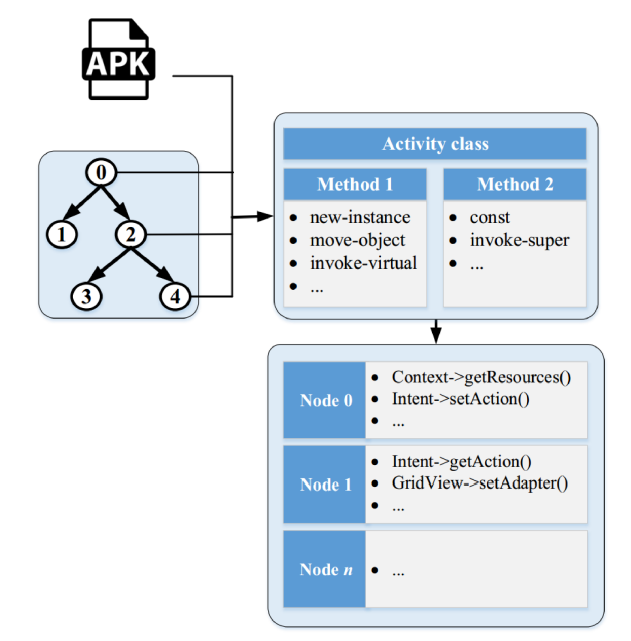 APK
0
1
2
3
4
Activity class
Method 1
• new-instance
• move-object
• invoke-virtual
• ...
Method 2
• const
• invoke-super
• ...
Node 0
• Context->getResources()
• Intent->setAction()
• ...
Node 1
• Intent->getAction()
• GridView->setAdapter()
• ...
Node n
• ...